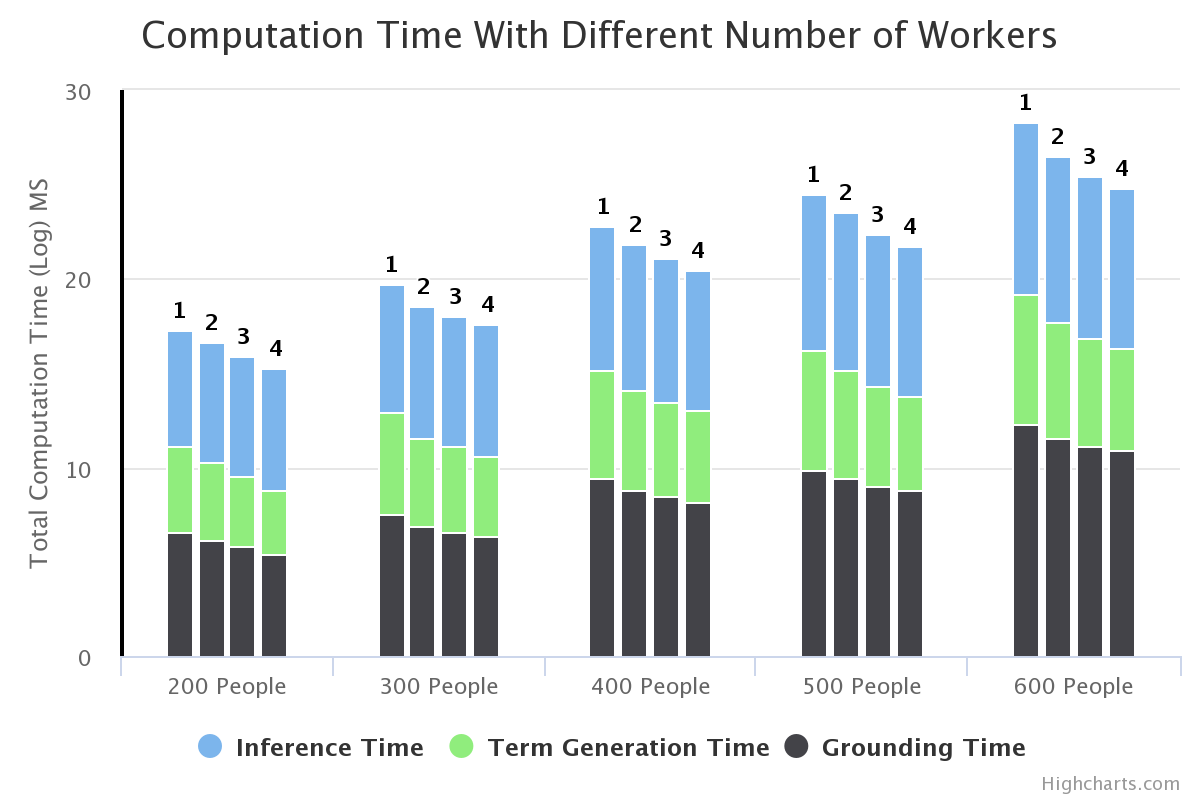 Computation Time With Different Number of Workers
Total Computation Time (Log) MS
30
20
10
0
1 2 3 4
1 2 3 4
1 2 3 4
1 2 3 4
1 2 3 4
200 People 300 People 400 People 500 People 600 People
Inference Time Term Generation Time Grounding Time
Highcharts.com